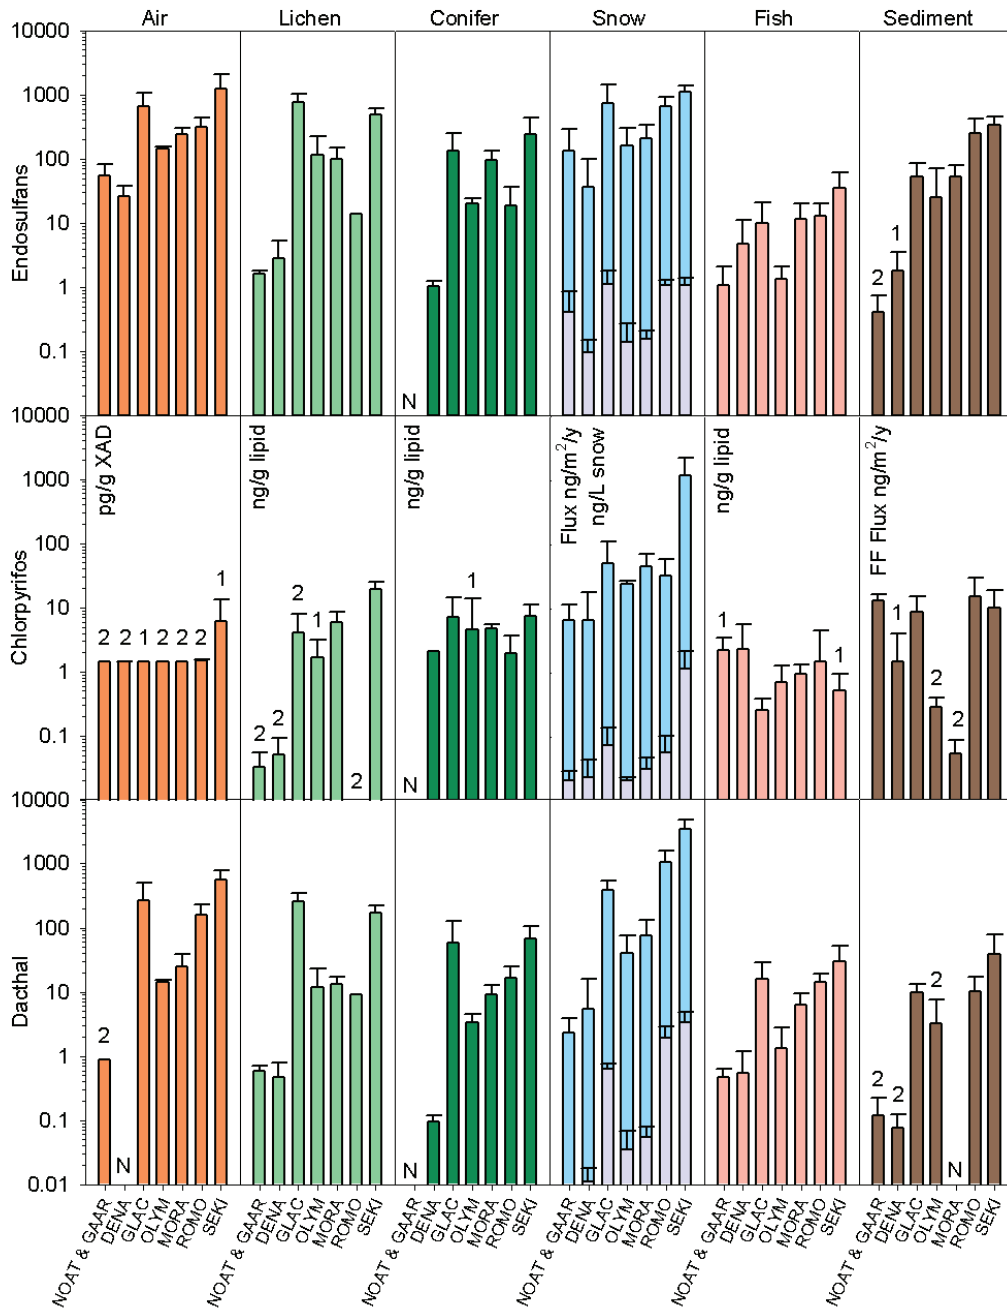 Air Lichen Conifer Snow Fish Sediment
10000
1000
100
10
1
0.1
Endosulfans
N
2
1
10000
1000
100
10
1
0.1
Chlorpyrifos
pg/g XAD
ng/g lipid
ng/g lipid
Flux ng/m²/y
ng/L snow
ng/g lipid
FF Flux ng/m²/y
2 2 1 2 2 2 1
2 2 2 1 2
N 1
1 1
1 2 2
10000
1000
100
10
1
0.1
0.01
Dacthal
2 N
N
2 2 2 N
NOAT & GAAR DENA GLAC OLYM MORA ROMO SEKI
NOAT & GAAR DENA GLAC OLYM MORA ROMO SEKI
NOAT & GAAR DENA GLAC OLYM MORA ROMO SEKI
NOAT & GAAR DENA GLAC OLYM MORA ROMO SEKI
NOAT & GAAR DENA GLAC OLYM MORA ROMO SEKI
NOAT & GAAR DENA GLAC OLYM MORA ROMO SEKI